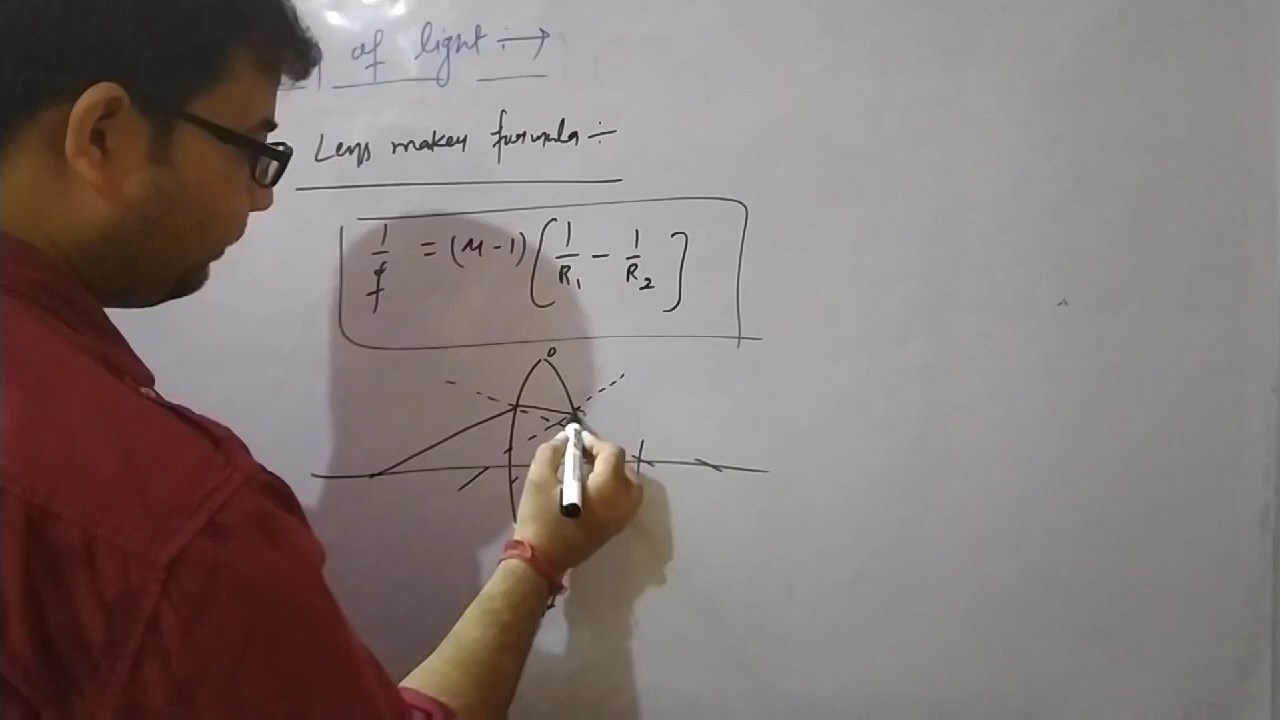 of light :→
Lens maker formula :-
1/f = (μ - 1) [1/R₁ - 1/R₂]